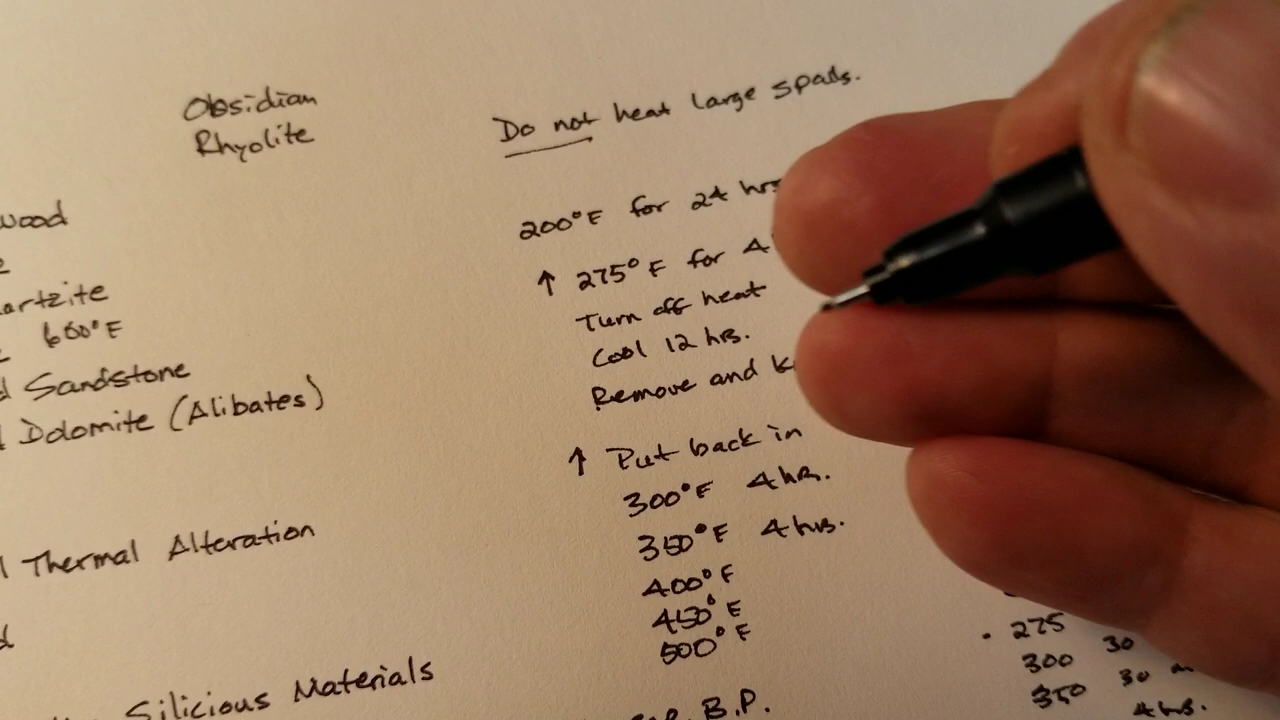 Obsidian
Rhyolite
wood
artzite
600°F
Sandstone
Dolomite (Alibates)
Thermal Alteration
Silicious Materials
Do not heat large spads.
200°F for 24 hrs
↑ 275°F for 4
Turn off heat
Cool 12 hrs.
Remove and K
↑ Put back in
300°F 4 hrs.
350°F 4 hrs.
400°F
450°F
500°F
B.P.
· 275
300 30
350 30 m
4 hrs.